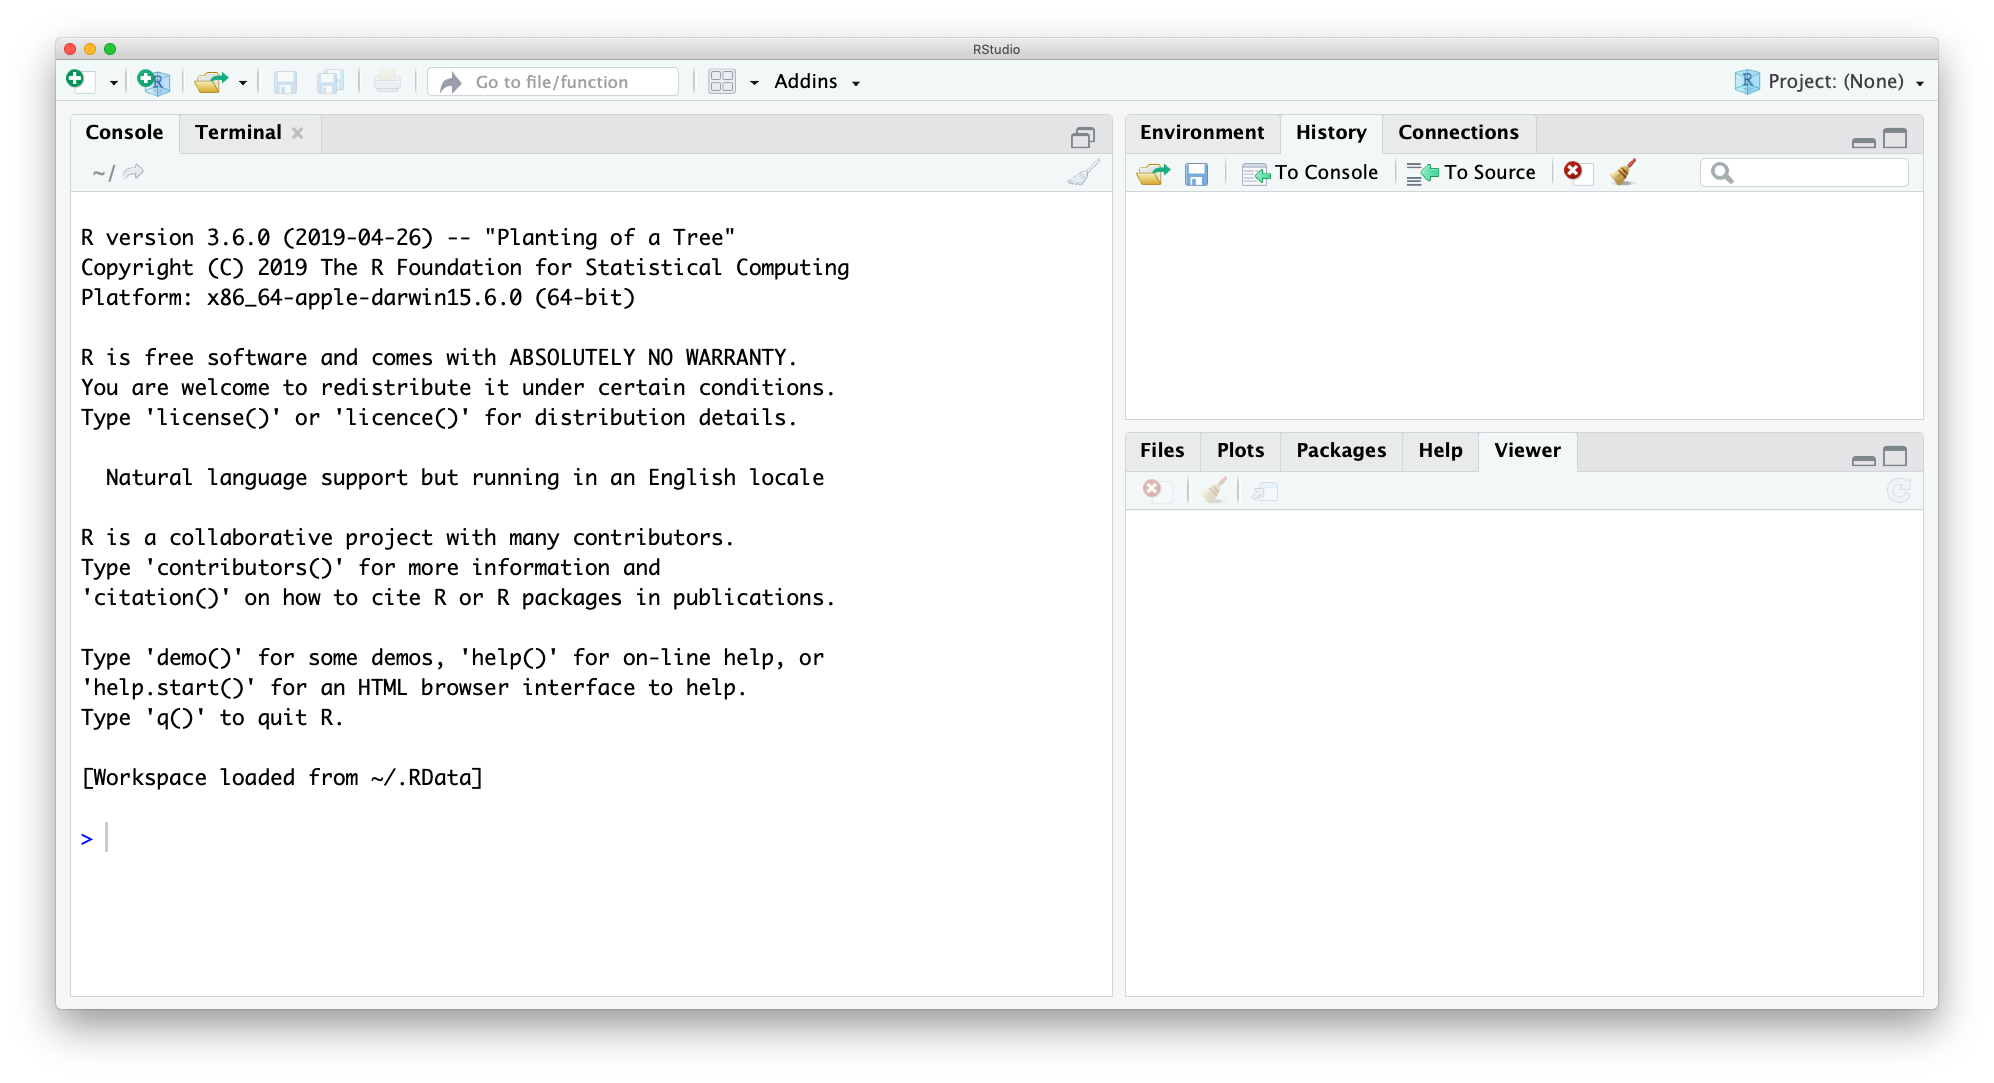 RStudio
Go to file/function
Addins
R Project: (None)
Console Terminal
~/
R version 3.6.0 (2019-04-26) -- "Planting of a Tree"
Copyright (C) 2019 The R Foundation for Statistical Computing
Platform: x86_64-apple-darwin15.6.0 (64-bit)
R is free software and comes with ABSOLUTELY NO WARRANTY.
You are welcome to redistribute it under certain conditions.
Type 'license()' or 'licence()' for distribution details.
Natural language support but running in an English locale
R is a collaborative project with many contributors.
Type 'contributors()' for more information and
'citation()' on how to cite R or R packages in publications.
Type 'demo()' for some demos, 'help()' for on-line help, or
'help.start()' for an HTML browser interface to help.
Type 'q()' to quit R.
[Workspace loaded from ~/.RData]
>
Environment History Connections
To Console To Source
Files Plots Packages Help Viewer